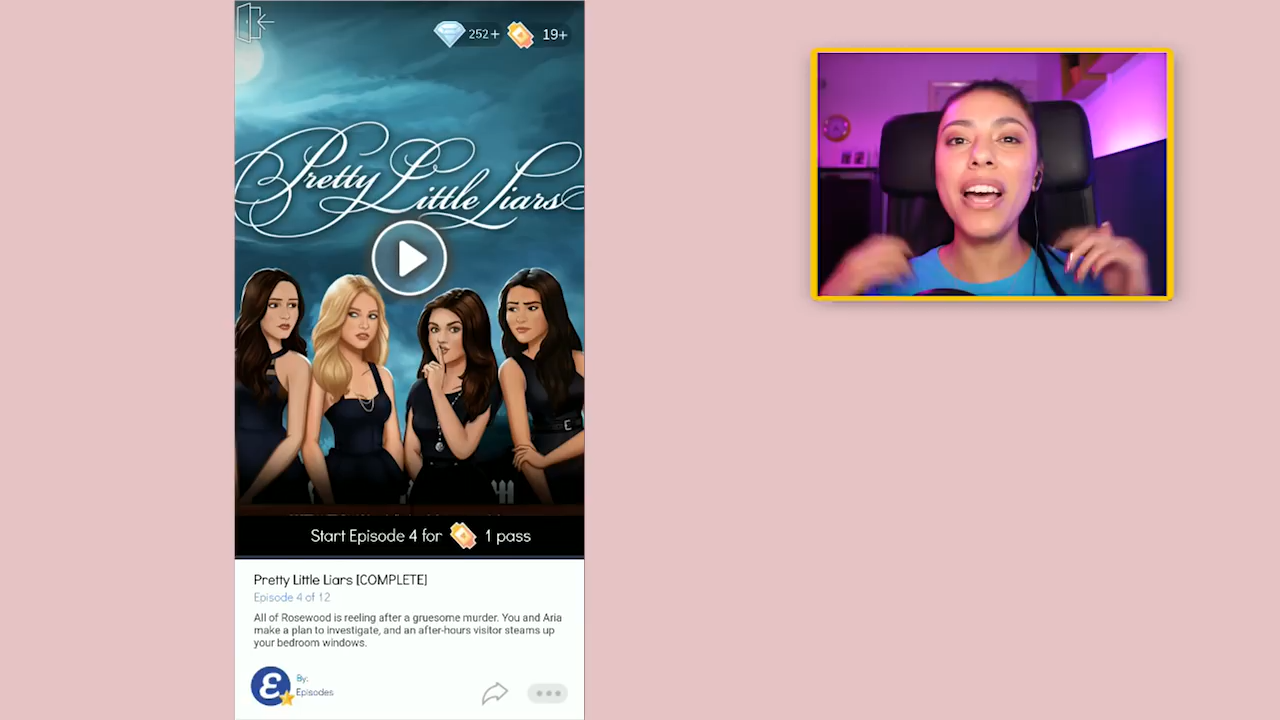 252+
19+
Pretty Little Liars
Start Episode 4 for 1 pass
Pretty Little Liars [COMPLETE]
Episode 4 of 12
All of Rosewood is reeling after a gruesome murder. You and Aria
make a plan to investigate, and an after-hours visitor steams up
your bedroom windows.
By:
Episodes